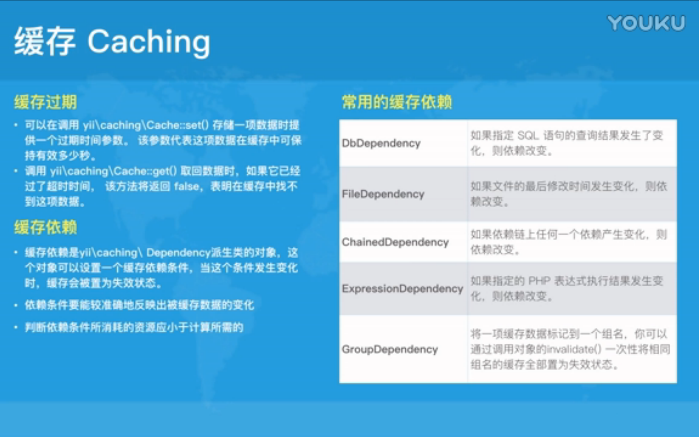 YOUKU
缓存 Caching
缓存过期
• 可以在调用 yii\caching\Cache::set() 存储一项数据时提
供一个过期时间参数。 该参数代表这项数据在缓存中可保
持有效多少秒。
• 调用 yii\caching\Cache::get() 取回数据时，如果它已经
过了超时时间， 该方法将返回 false，表明在缓存中找不
到这项数据。
缓存依赖
• 缓存依赖是yii\caching\ Dependency派生类的对象，这
个对象可以设置一个缓存依赖条件，当这个条件发生变化
时，缓存会被置为失效状态。
• 依赖条件要能较准确地反映出被缓存数据的变化
• 判断依赖条件所消耗的资源应小于计算所需的
常用的缓存依赖
DbDependency
如果指定 SQL 语句的查询结果发生了变
化，则依赖改变。
FileDependency
如果文件的最后修改时间发生变化，则依
赖改变。
ChainedDependency
如果依赖链上任何一个依赖产生变化，则
依赖改变。
ExpressionDependency
如果指定的 PHP 表达式执行结果发生变
化，则依赖改变。
GroupDependency
将一项缓存数据标记到一个组名，你可以
通过调用对象的invalidate() 一次性将相同
组名的缓存全部置为失效状态。